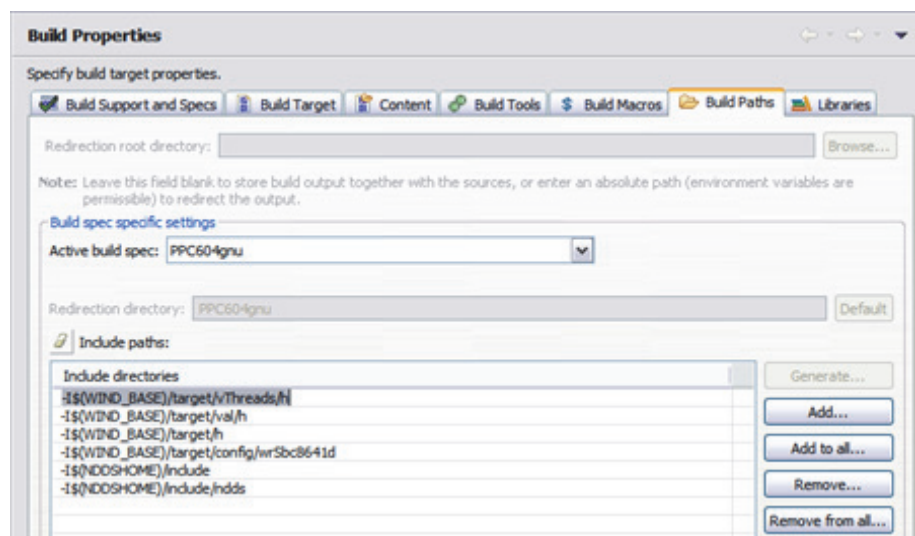 Build Properties
Specify build target properties.
Build Support and Specs Build Target Content Build Tools $ Build Macros Build Paths Libraries
Redirection root directory: Browse...
Note: Leave this field blank to store build output together with the sources, or enter an absolute path (environment variables are
permissible) to redirect the output.
Build spec specific settings
Active build spec: PPC604gnu
Redirection directory: PPC604gnu Default
Include paths:
Include directories Generate...
-I$(WIND_BASE)/target/vThreads/h
-I$(WIND_BASE)/target/val/h Add...
-I$(WIND_BASE)/target/h
-I$(WIND_BASE)/target/config/wrSbc8641d Add to all...
-I$(NDDSHOME)/include
-I$(NDDSHOME)/include/ndds Remove...
Remove from all...